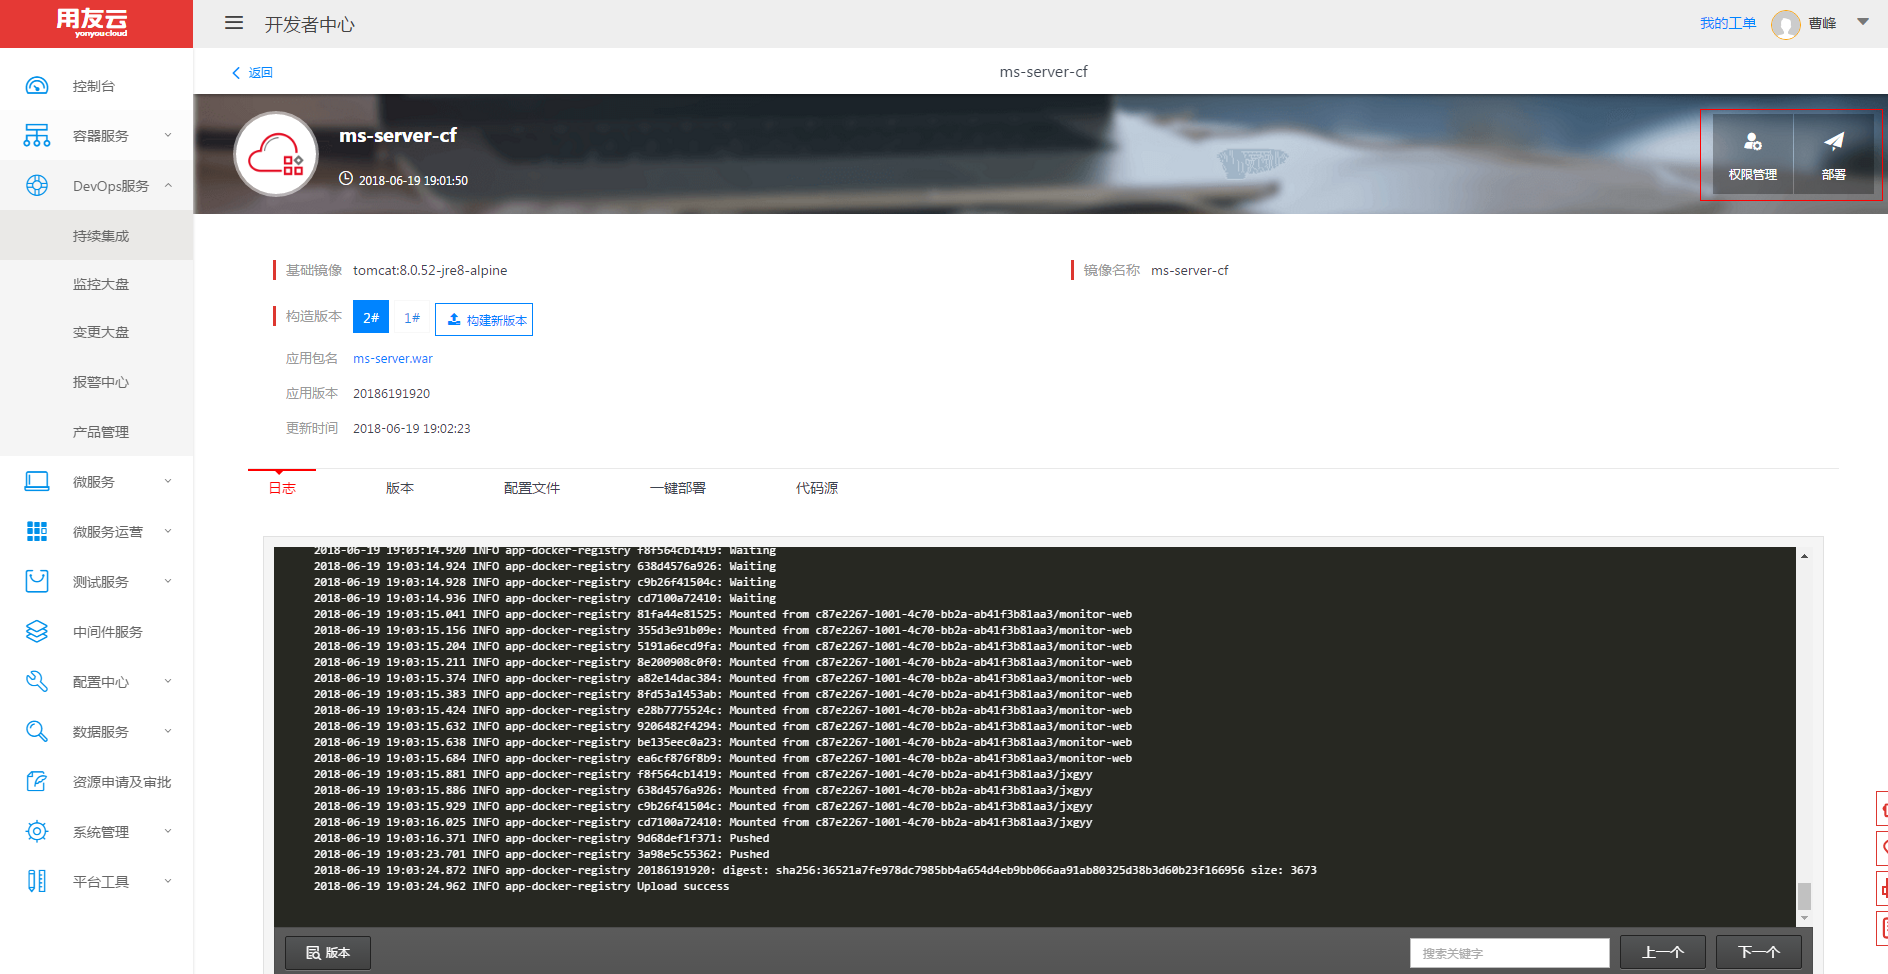 用友云
yonyoucloud
开发者中心
我的工单
曹峰
控制台
容器服务
DevOps服务
持续集成
监控大盘
变更大盘
报警中心
产品管理
微服务
微服务运营
测试服务
中间件服务
配置中心
数据服务
资源申请及审批
系统管理
平台工具
返回
ms-server-cf
ms-server-cf
2018-06-19 19:01:50
权限管理
部署
基础镜像 tomcat:8.0.52-jre8-alpine
镜像名称 ms-server-cf
构造版本 2# 1# 构建新版本
应用包名 ms-server.war
应用版本 20186191920
更新时间 2018-06-19 19:02:23
日志 版本 配置文件 一键部署 代码源
2018-06-19 19:03:14.920 INFO app-docker-registry f8f564cb1419: Waiting
2018-06-19 19:03:14.924 INFO app-docker-registry 638d4576a926: Waiting
2018-06-19 19:03:14.928 INFO app-docker-registry c9b26f41504c: Waiting
2018-06-19 19:03:14.936 INFO app-docker-registry cd7100a72410: Waiting
2018-06-19 19:03:15.041 INFO app-docker-registry 81fa44e81525: Mounted from c87e2267-1001-4c70-bb2a-ab41f3b81aa3/monitor-web
2018-06-19 19:03:15.156 INFO app-docker-registry 355d3e91b09e: Mounted from c87e2267-1001-4c70-bb2a-ab41f3b81aa3/monitor-web
2018-06-19 19:03:15.204 INFO app-docker-registry 5191a6ecd9fa: Mounted from c87e2267-1001-4c70-bb2a-ab41f3b81aa3/monitor-web
2018-06-19 19:03:15.211 INFO app-docker-registry 8e200908c0f0: Mounted from c87e2267-1001-4c70-bb2a-ab41f3b81aa3/monitor-web
2018-06-19 19:03:15.374 INFO app-docker-registry a82e14dac384: Mounted from c87e2267-1001-4c70-bb2a-ab41f3b81aa3/monitor-web
2018-06-19 19:03:15.383 INFO app-docker-registry 8fd53a1453ab: Mounted from c87e2267-1001-4c70-bb2a-ab41f3b81aa3/monitor-web
2018-06-19 19:03:15.424 INFO app-docker-registry e28b7775524c: Mounted from c87e2267-1001-4c70-bb2a-ab41f3b81aa3/monitor-web
2018-06-19 19:03:15.632 INFO app-docker-registry 9206482f4294: Mounted from c87e2267-1001-4c70-bb2a-ab41f3b81aa3/monitor-web
2018-06-19 19:03:15.638 INFO app-docker-registry be135eec0a23: Mounted from c87e2267-1001-4c70-bb2a-ab41f3b81aa3/monitor-web
2018-06-19 19:03:15.684 INFO app-docker-registry ea6cf876f8b9: Mounted from c87e2267-1001-4c70-bb2a-ab41f3b81aa3/monitor-web
2018-06-19 19:03:15.881 INFO app-docker-registry f8f564cb1419: Mounted from c87e2267-1001-4c70-bb2a-ab41f3b81aa3/jxgyy
2018-06-19 19:03:15.886 INFO app-docker-registry 638d4576a926: Mounted from c87e2267-1001-4c70-bb2a-ab41f3b81aa3/jxgyy
2018-06-19 19:03:15.929 INFO app-docker-registry c9b26f41504c: Mounted from c87e2267-1001-4c70-bb2a-ab41f3b81aa3/jxgyy
2018-06-19 19:03:16.025 INFO app-docker-registry cd7100a72410: Mounted from c87e2267-1001-4c70-bb2a-ab41f3b81aa3/jxgyy
2018-06-19 19:03:16.371 INFO app-docker-registry 9d68def1f371: Pushed
2018-06-19 19:03:23.701 INFO app-docker-registry 3a98e5c55362: Pushed
2018-06-19 19:03:24.872 INFO app-docker-registry 20186191920: digest: sha256:36521a7fe978dc7985bb4a654d4eb9bb066aa91ab80325d38b3d60b23f166956 size: 3673
2018-06-19 19:03:24.962 INFO app-docker-registry Upload success
版本
搜索关键字
上一个
下一个